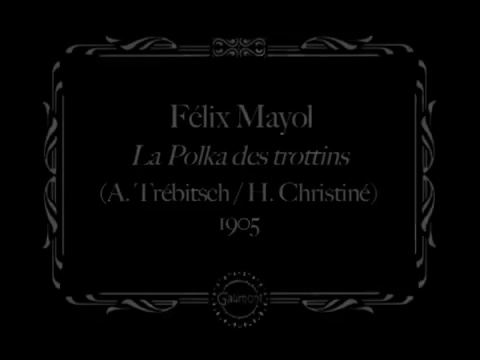 Félix Mayol
La Polka des trottins
(A. Trébitsch / H. Christiné)
1905
Gaumont